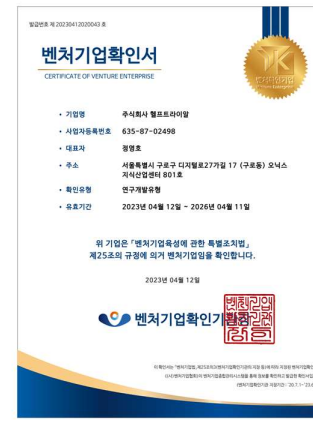 발급번호 제 20230412020043 호
벤처기업확인서
CERTIFICATE OF VENTURE ENTERPRISE
벤처확인기업
• 기업명 주식회사 헬프트라이알
• 사업자등록번호 635-87-02498
• 대표자 정영호
• 주소 서울특별시 구로구 디지털로27가길 17 (구로동) 오닉스
지식산업센터 801호
• 확인유형 연구개발유형
• 유효기간 2023년 04월 12일 ~ 2026년 04월 11일
위 기업은 「벤처기업육성에 관한 특별조치법」
제25조의 규정에 의거 벤처기업임을 확인합니다.
2023년 04월 12일
벤처기업확인기관장